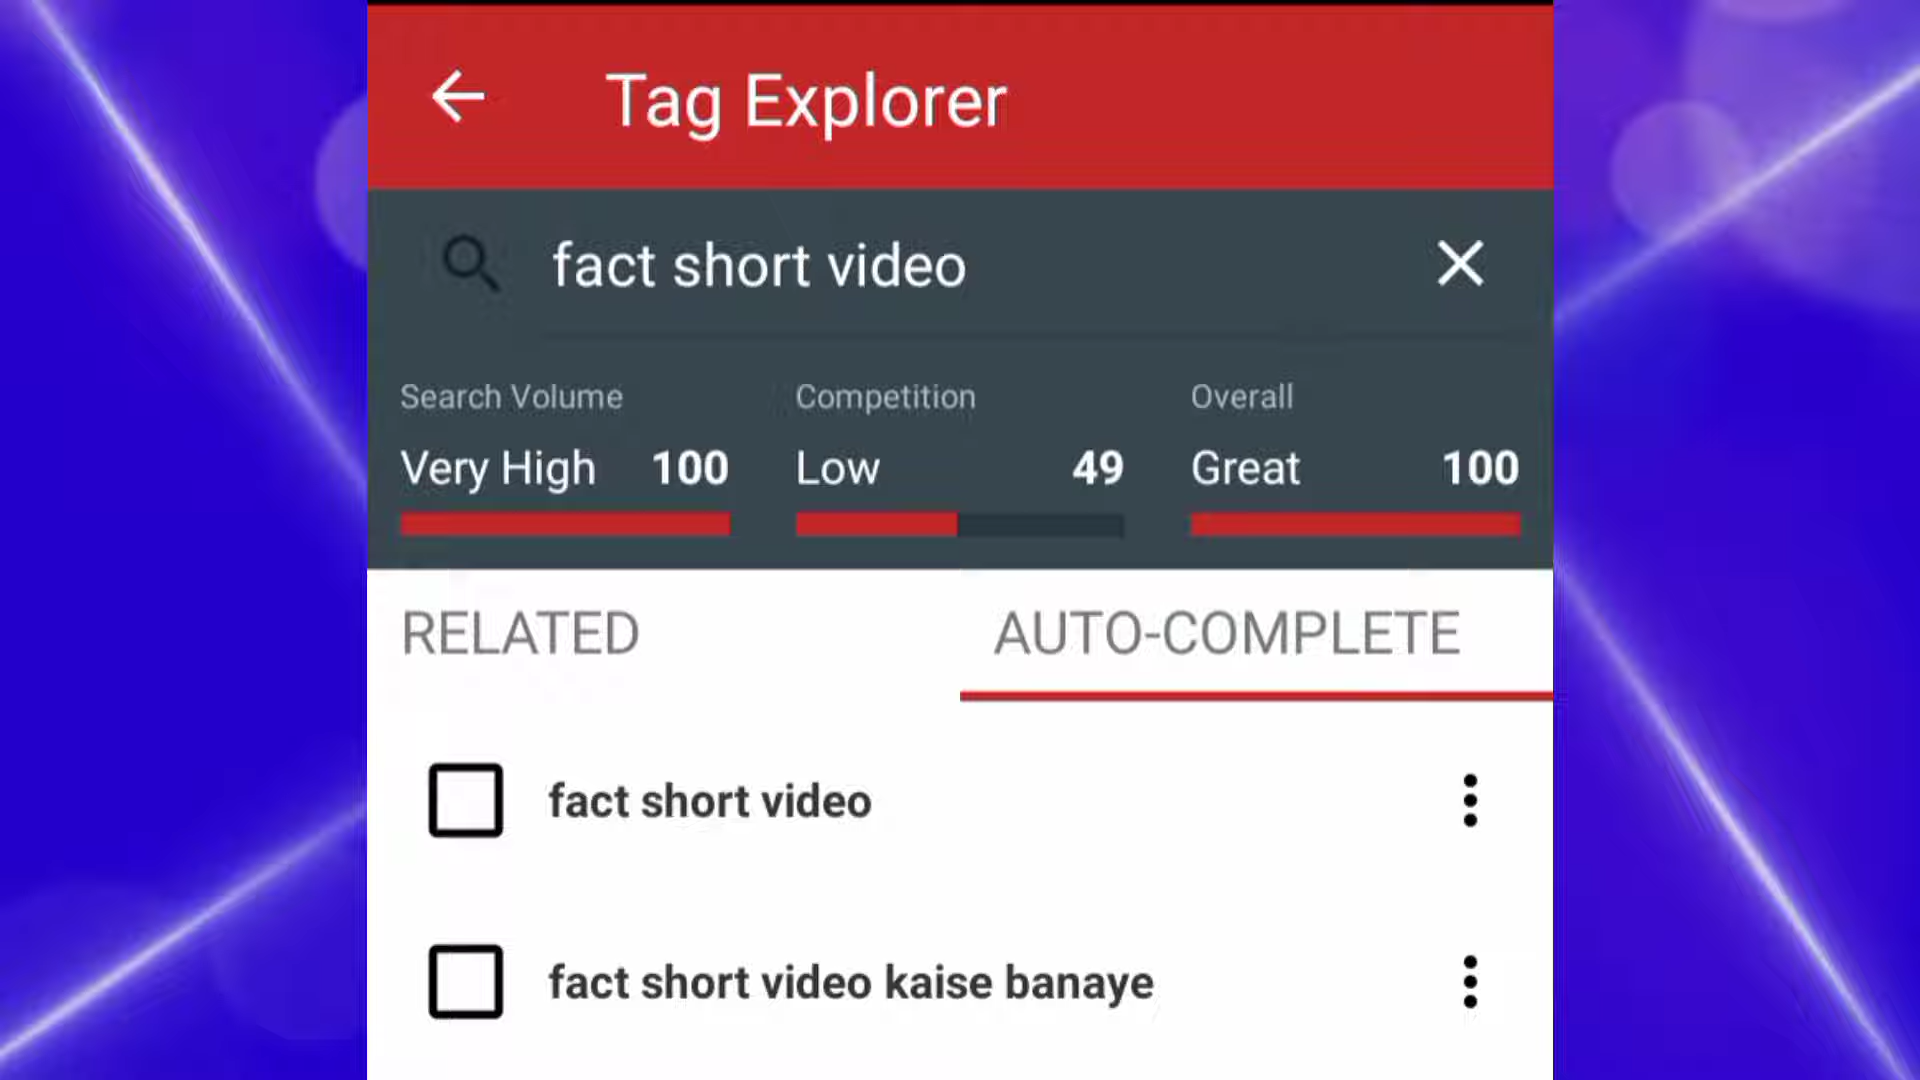 Tag Explorer
fact short video
Search Volume Competition Overall
Very High 100 Low 49 Great 100
RELATED AUTO-COMPLETE
fact short video
fact short video kaise banaye